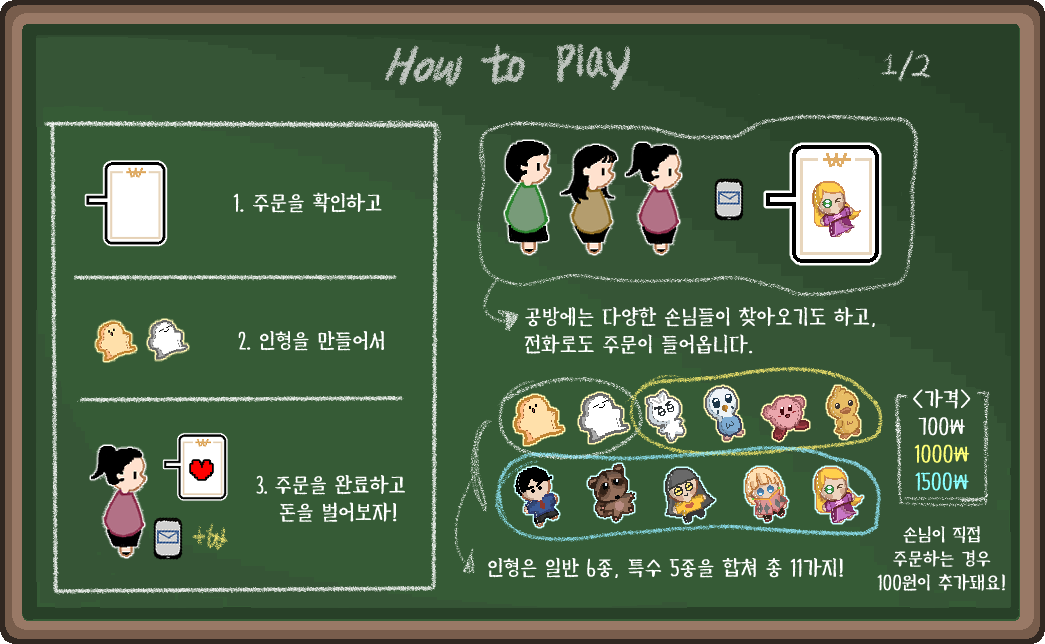 How to Play
1/2
₩
1. 주문을 확인하고
2. 인형을 만들어서
₩
3. 주문을 완료하고
돈을 벌어보자!
+₩
₩
공방에는 다양한 손님들이 찾아오기도 하고,
전화로도 주문이 들어옵니다.
<가격>
700₩
1000₩
1500₩
인형은 일반 6종, 특수 5종을 합쳐 총 11가지!
손님이 직접
주문하는 경우
100원이 추가돼요!